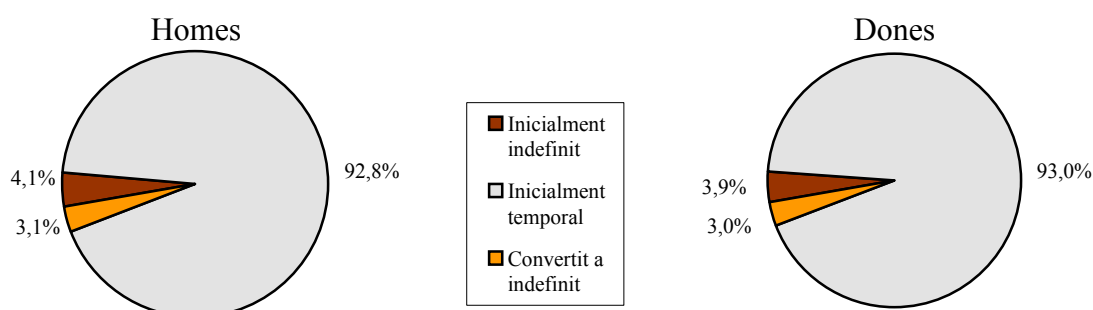 Homes
4,1%
3,1%
92,8%
Inicialment
indefinit
Inicialment
temporal
Convertit a
indefinit
Dones
3,9%
3,0%
93,0%